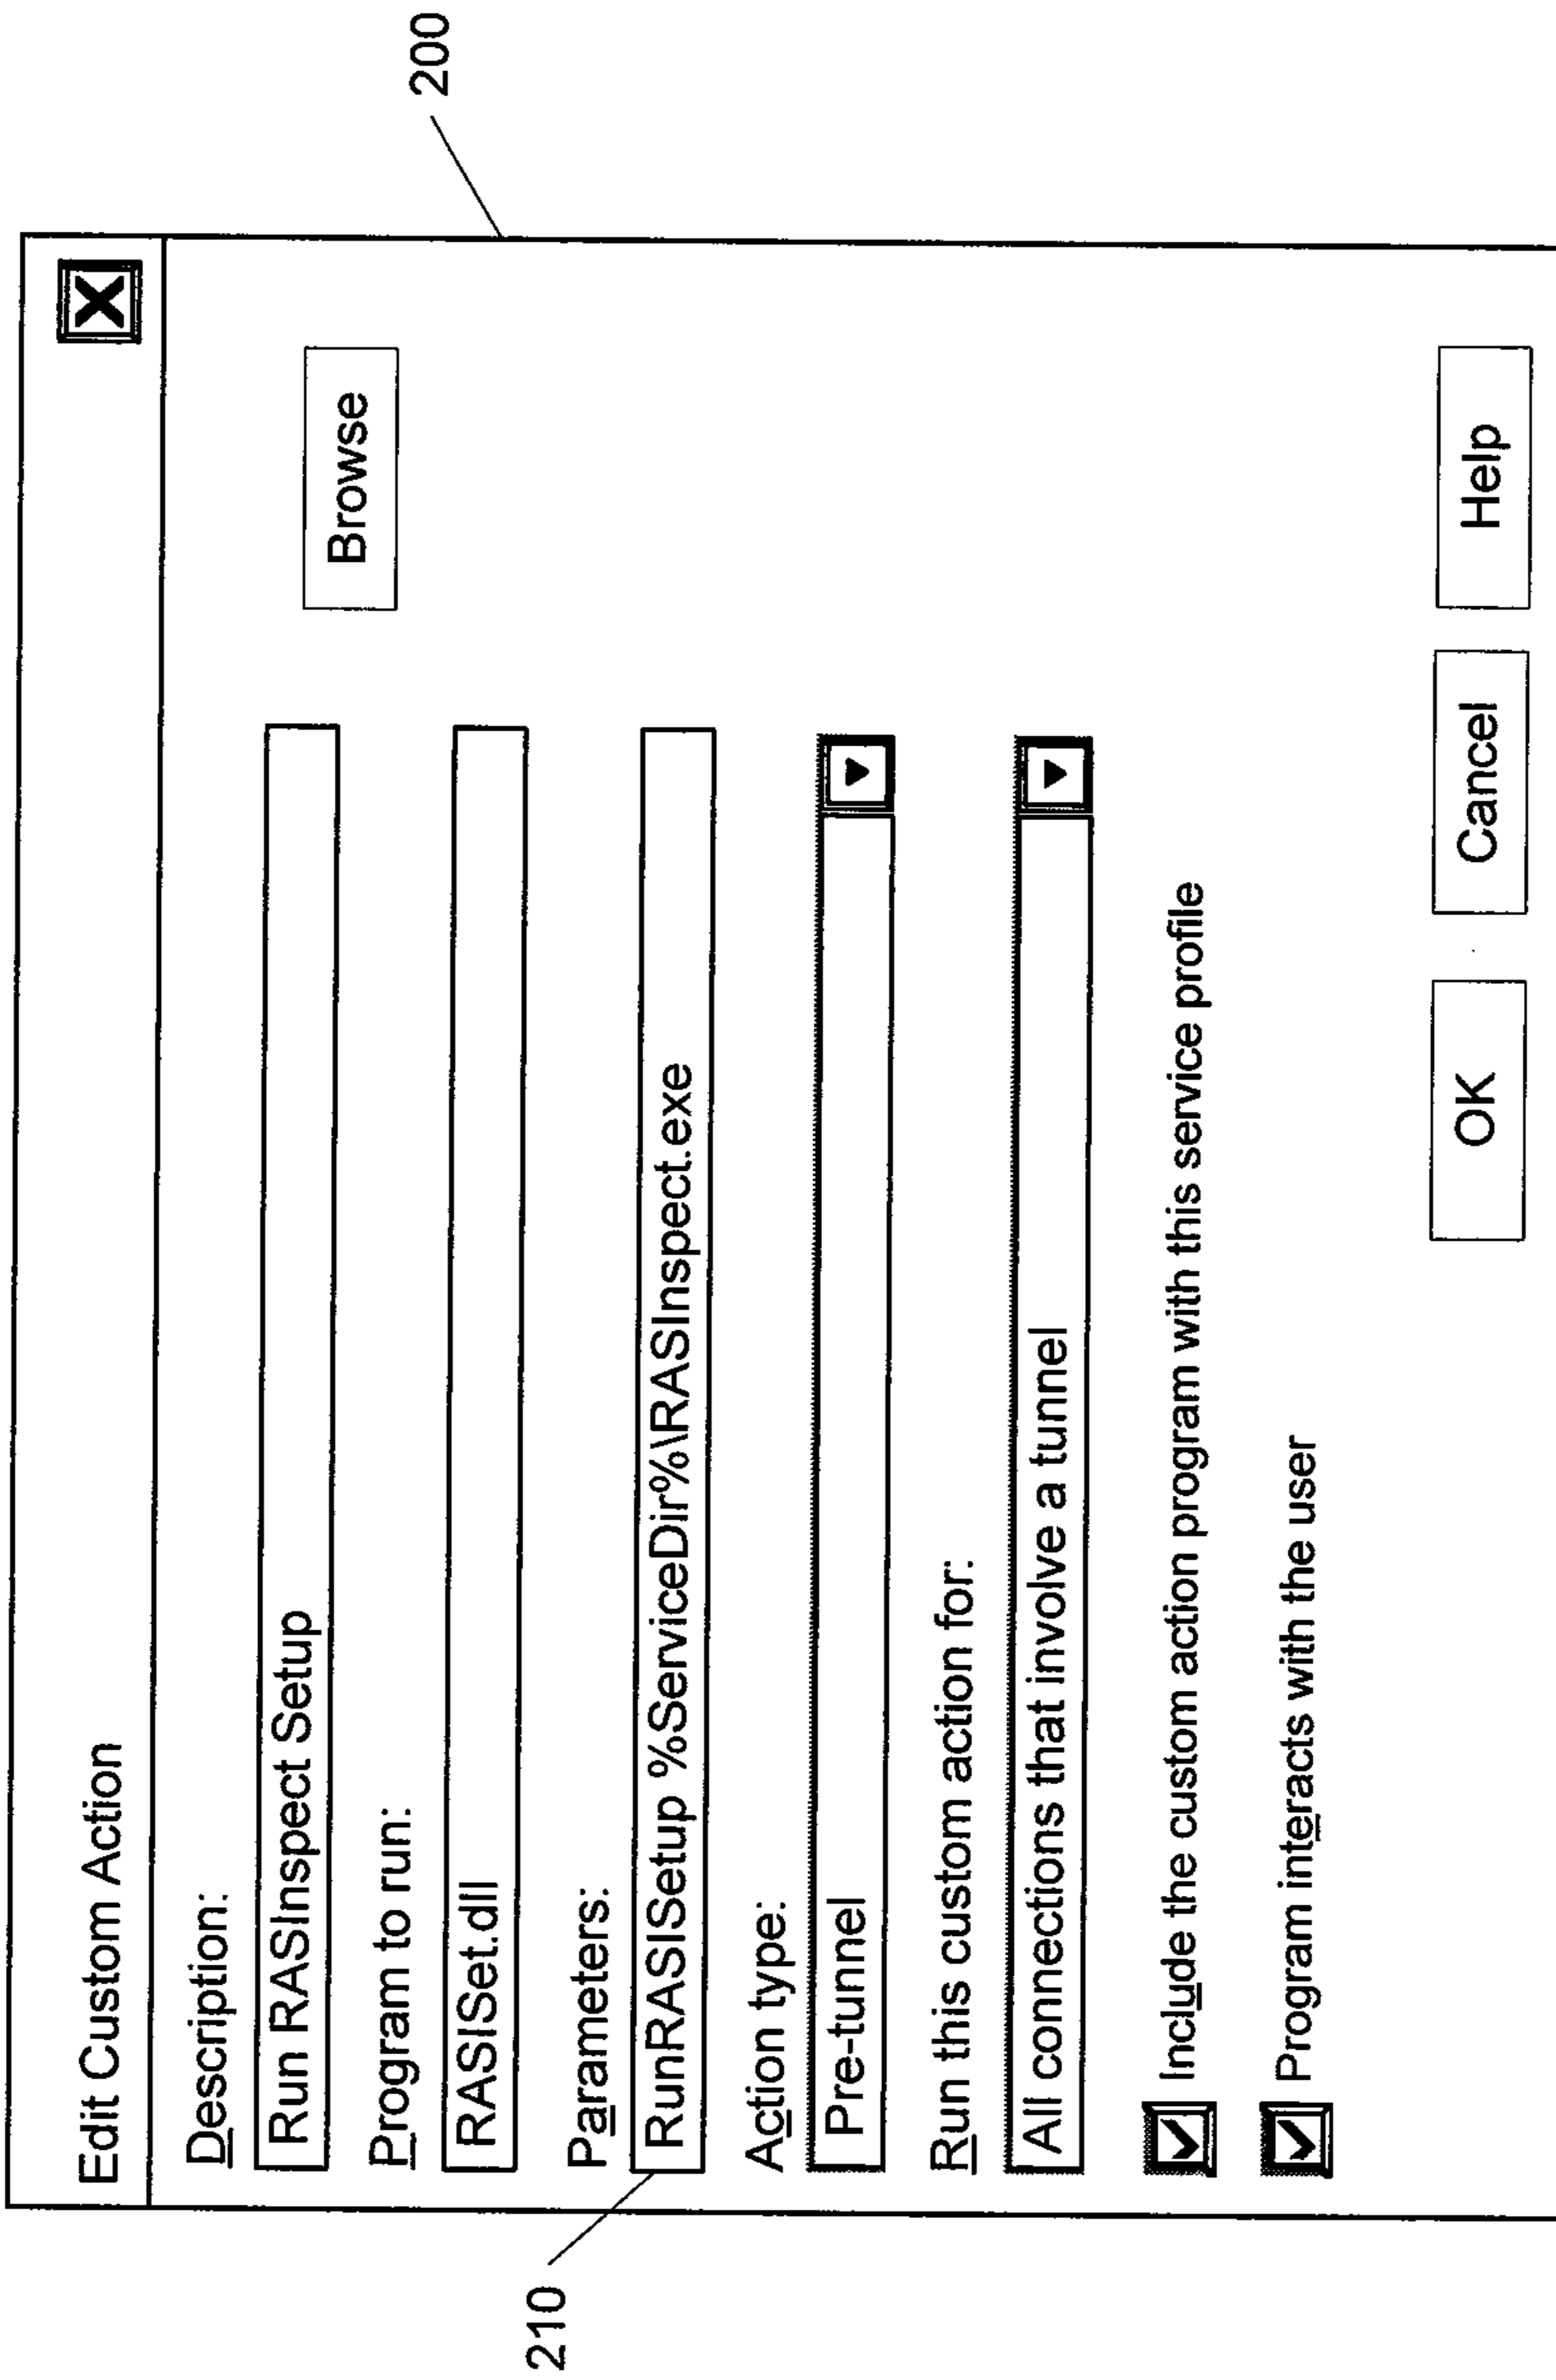 200
Edit Custom Action
X
Description:
Run RASInspect Setup
Browse
Program to run:
RASISet.dll
Parameters:
RunRASISetup %ServiceDir%\RASInspect.exe
210
Action type:
Pre-tunnel
Run this custom action for:
All connections that involve a tunnel
Include the custom action program with this service profile
Program interacts with the user
OK
Cancel
Help